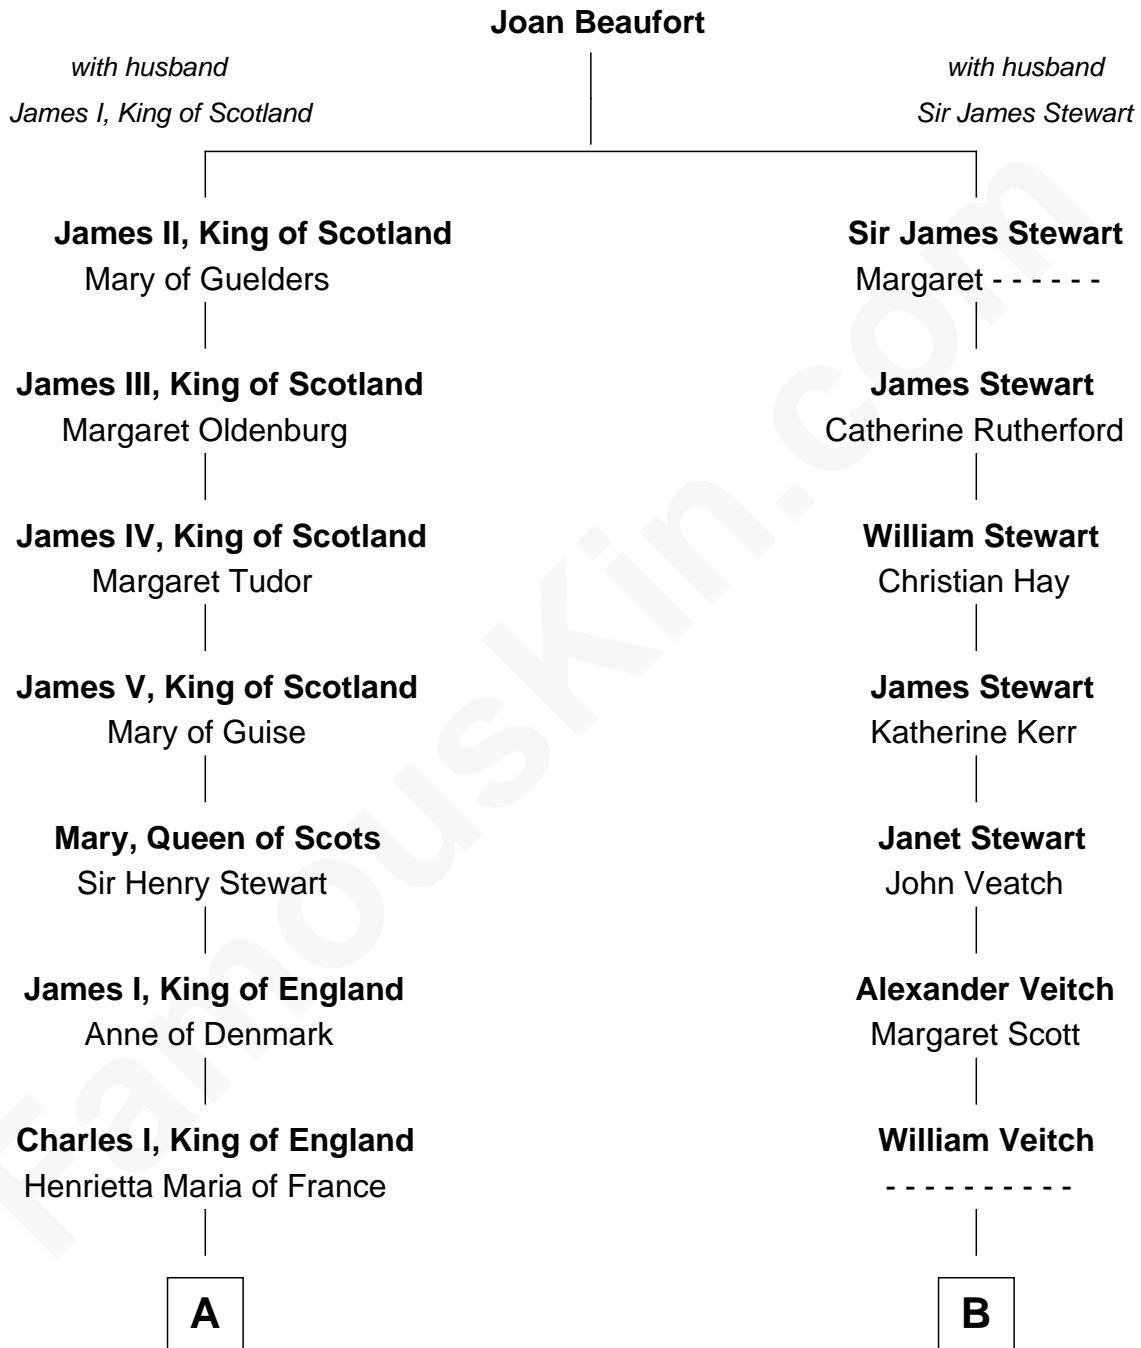 Joan Beaufort
with husband
James I, King of Scotland
with husband
Sir James Stewart
James II, King of Scotland
Mary of Guelders
Sir James Stewart
Margaret - - - - - -
James III, King of Scotland
Margaret Oldenburg
James Stewart
Catherine Rutherford
James IV, King of Scotland
Margaret Tudor
William Stewart
Christian Hay
James V, King of Scotland
Mary of Guise
James Stewart
Katherine Kerr
Mary, Queen of Scots
Sir Henry Stewart
Janet Stewart
John Veatch
James I, King of England
Anne of Denmark
Alexander Veitch
Margaret Scott
Charles I, King of England
Henrietta Maria of France
William Veitch
- - - - - - - - - -
A
B
FamousKin.com